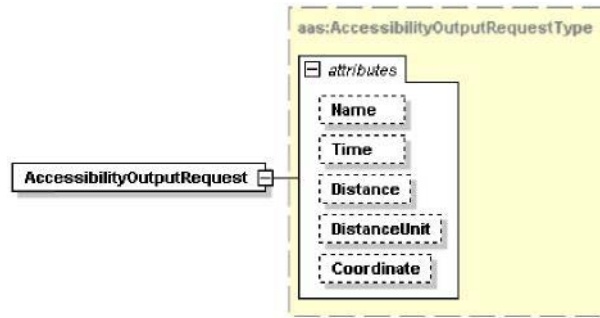 aas:AccessibilityOutputRequestType
attributes
Name
Time
AccessibilityOutputRequest
Distance
DistanceUnit
Coordinate